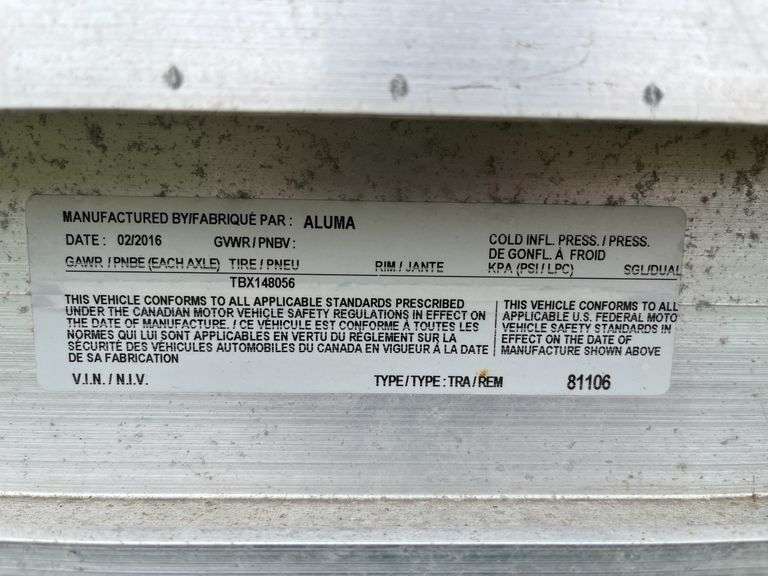 MANUFACTURED BY/FABRIQUÉ PAR : ALUMA
DATE : 02/2016 GVWR / PNBV :
COLD INFL. PRESS. / PRESS.
DE GONFL. À FROID
GAWR / PNBE (EACH AXLE) TIRE / PNEU RIM / JANTE KPA (PSI / LPC) SGL/DUAL
TBX148056
THIS VEHICLE CONFORMS TO ALL APPLICABLE STANDARDS PRESCRIBED
UNDER THE CANADIAN MOTOR VEHICLE SAFETY REGULATIONS IN EFFECT ON
THE DATE OF MANUFACTURE. / CE VÉHICULE EST CONFORME À TOUTES LES
NORMES QUI LUI SONT APPLICABLES EN VERTU DU RÈGLEMENT SUR LA
SÉCURITÉ DES VÉHICULES AUTOMOBILES DU CANADA EN VIGUEUR À LA DATE
DE SA FABRICATION
THIS VEHICLE CONFORMS TO ALL
APPLICABLE U.S. FEDERAL MOTO
VEHICLE SAFETY STANDARDS IN
EFFECT ON THE DATE OF
MANUFACTURE SHOWN ABOVE
V.I.N. / N.I.V. TYPE / TYPE : TRA / REM 81106